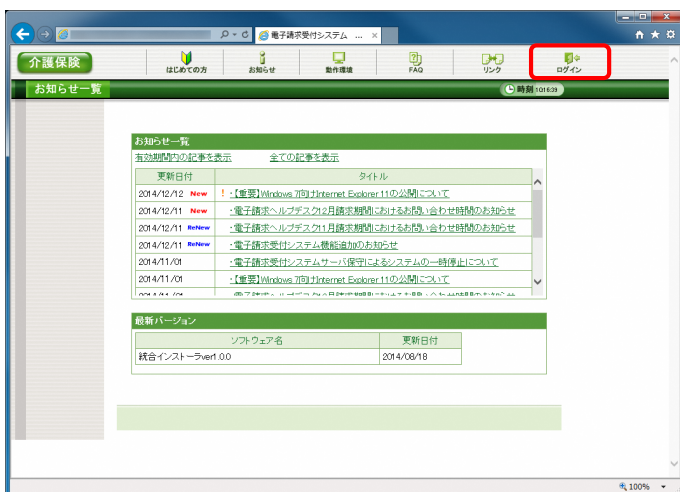 電子請求受付システム ...
介護保険
はじめての方 お知らせ 動作環境 FAQ リンク ログイン
お知らせ一覧
時刻 10:16:39
お知らせ一覧
有効期間内の記事を表示 全ての記事を表示
更新日付 タイトル
2014/12/12 New ! ・【重要】Windows 7向けInternet Explorer 11の公開について
2014/12/11 New ・電子請求ヘルプデスク12月請求期間におけるお問い合わせ時間のお知らせ
2014/12/11 ReNew ・電子請求ヘルプデスク11月請求期間におけるお問い合わせ時間のお知らせ
2014/12/11 ReNew ・電子請求受付システム機能追加のお知らせ
2014/11/01 ・電子請求受付システムサーバ保守によるシステムの一時停止について
2014/11/01 ・【重要】Windows 7向けInternet Explorer 11の公開について
最新バージョン
ソフトウェア名 更新日付
統合インストーラver1.0.0 2014/08/18
100%